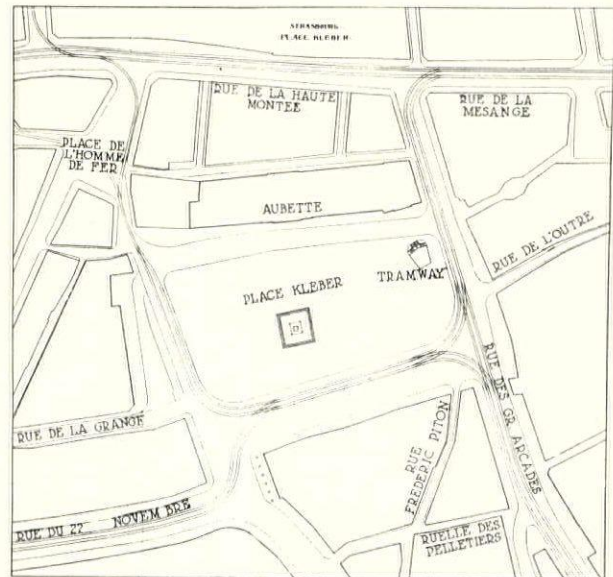 STRASBOURG
PLACE KLEBER
RUE DE LA HAUTE
MONTÉE
RUE DE LA
MESANGE
PLACE DE
L'HOMME
DE FER
AUBETTE
RUE DE L'OUTRE
TRAMWAY
PLACE KLEBER
RUE DES GR. ARCADES
RUE DE LA GRANGE
RUE
FREDERIC PITON
RUE DU 22 NOVEMBRE
RUELLE DES
PELLETIERS